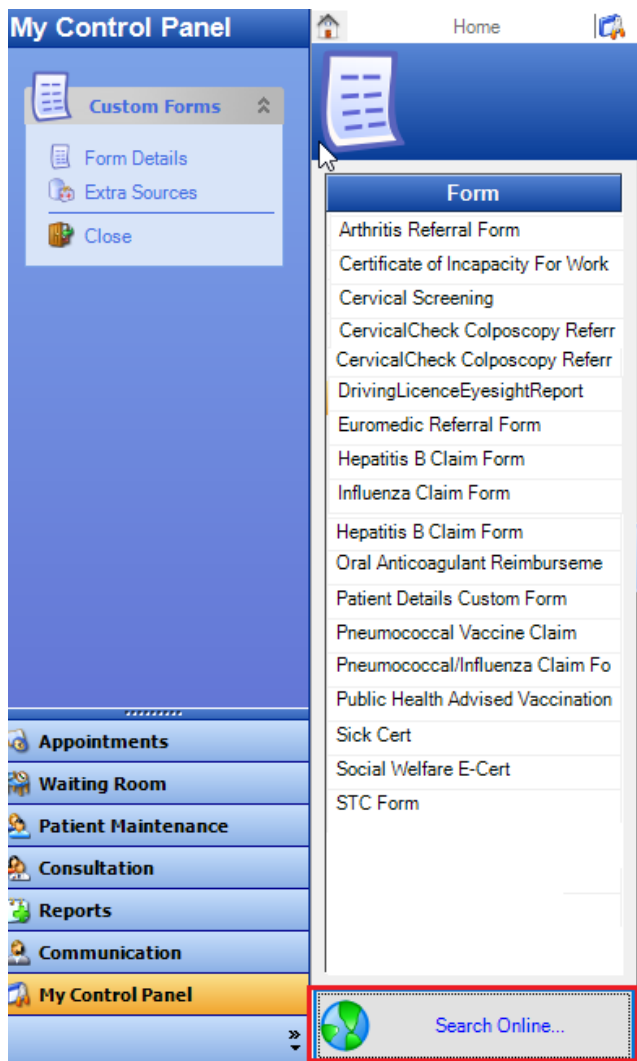 My Control Panel
Custom Forms
Form Details
Extra Sources
Close
Appointments
Waiting Room
Patient Maintenance
Consultation
Reports
Communication
My Control Panel
»
Home
Form
Arthritis Referral Form
Certificate of Incapacity For Work
Cervical Screening
CervicalCheck Colposcopy Referr
CervicalCheck Colposcopy Referr
DrivingLicenceEyesightReport
Euromedic Referral Form
Hepatitis B Claim Form
Influenza Claim Form
Hepatitis B Claim Form
Oral Anticoagulant Reimburseme
Patient Details Custom Form
Pneumococcal Vaccine Claim
Pneumococcal/Influenza Claim Fo
Public Health Advised Vaccination
Sick Cert
Social Welfare E-Cert
STC Form
Search Online...